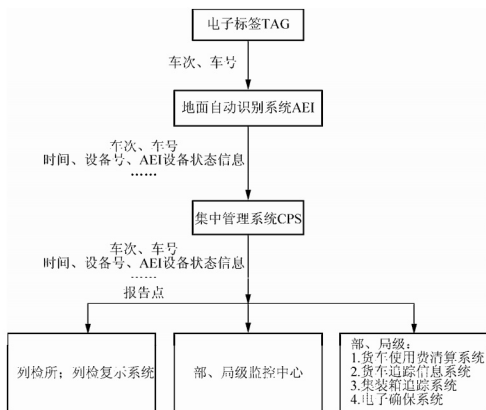 电子标签TAG
车次、车号
地面自动识别系统AEI
车次、车号
时间、设备号、AEI设备状态信息
……
集中管理系统CPS
车次、车号
时间、设备号、AEI设备状态信息
……
报告点
列检所；列检复示系统
部、局级监控中心
部、局级：
1.货车使用费清算系统
2.货车追踪信息系统
3.集装箱追踪系统
4.电子确保系统